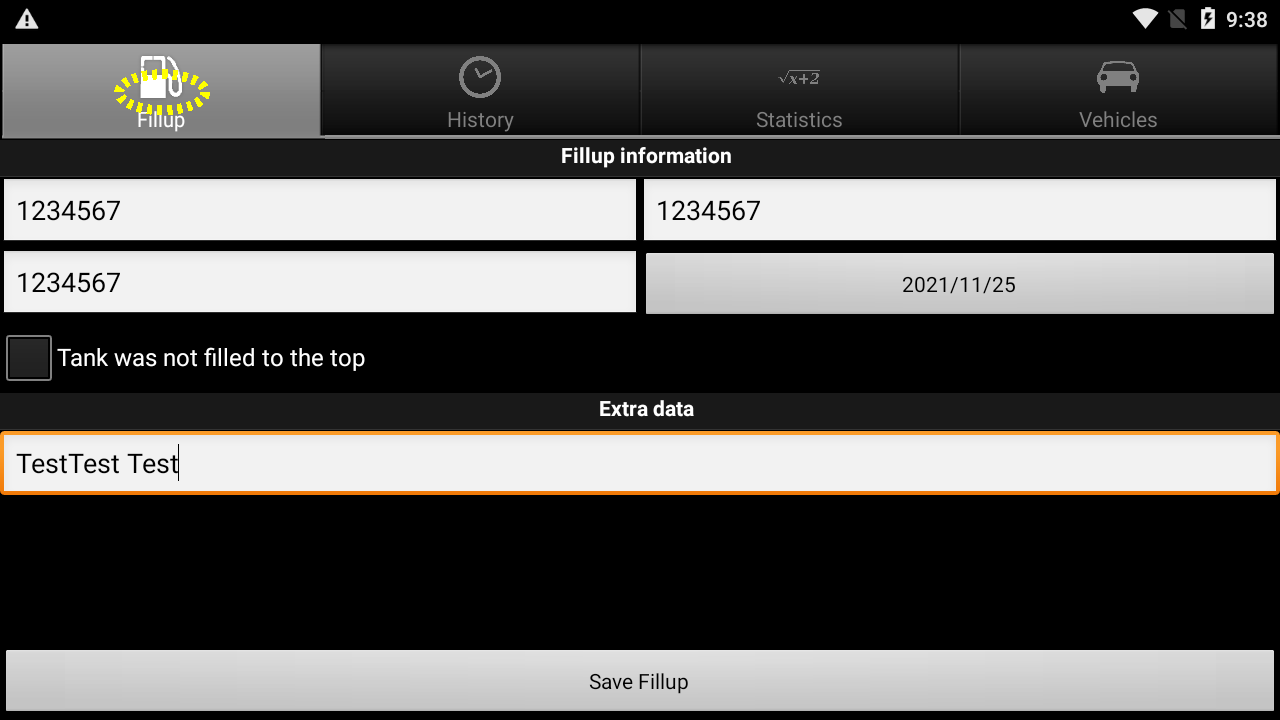 9:38
√x+2
Fillup
History
Statistics
Vehicles
Fillup information
1234567
1234567
1234567
2021/11/25
Tank was not filled to the top
Extra data
TestTest Test
Save Fillup